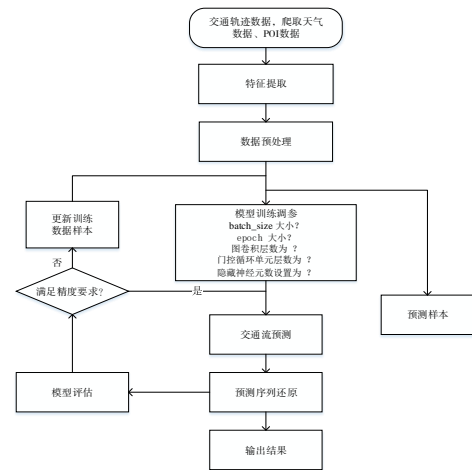 交通轨迹数据，爬取天气
数据、POI数据
特征提取
数据预处理
更新训练
数据样本
模型训练调参
batch_size 大小?
epoch 大小?
图卷积层数为 ?
门控循环单元层数为 ?
隐藏神经元数设置为 ?
否
满足精度要求?
是
预测样本
交通流预测
模型评估
预测序列还原
输出结果